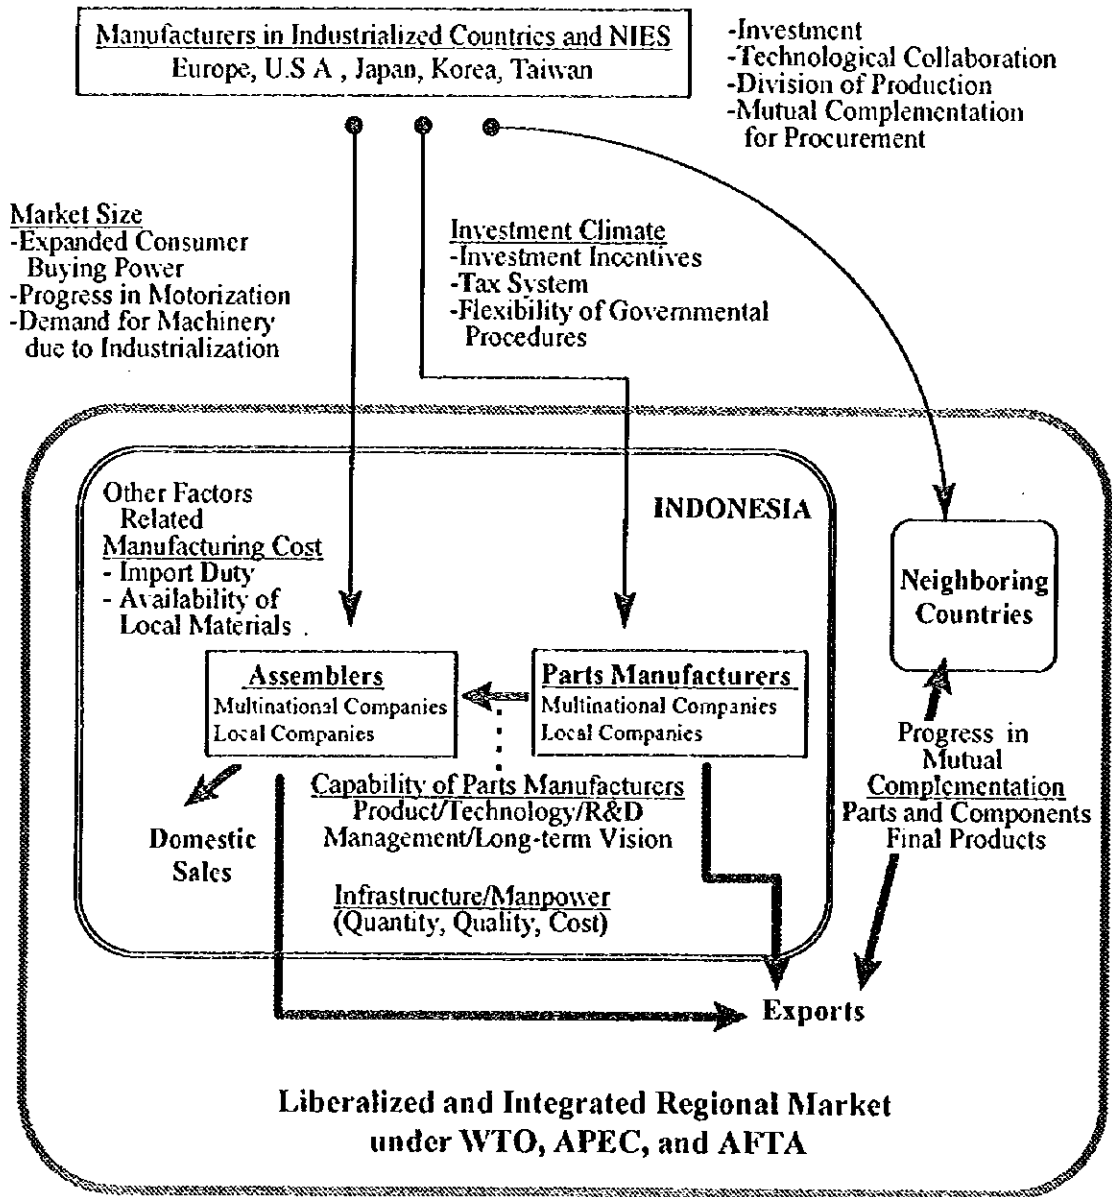 Manufacturers in Industrialized Countries and NIES
Europe, U.S A , Japan, Korea, Taiwan
-Investment
-Technological Collaboration
-Division of Production
-Mutual Complementation
for Procurement
Market Size
-Expanded Consumer
Buying Power
-Progress in Motorization
-Demand for Machinery
due to Industrialization
Investment Climate
-Investment Incentives
-Tax System
-Flexibility of Governmental
Procedures
Other Factors
Related
Manufacturing Cost
- Import Duty
- Availability of
Local Materials .
INDONESIA
Neighboring
Countries
Assemblers
Multinational Companies
Local Companies
Parts Manufacturers
Multinational Companies
Local Companies
Capability of Parts Manufacturers
Product/Technology/R&D
Management/Long-term Vision
Domestic
Sales
Infrastructure/Manpower
(Quantity, Quality, Cost)
Progress in
Mutual
Complementation
Parts and Components
Final Products
Exports
Liberalized and Integrated Regional Market
under WTO, APEC, and AFTA